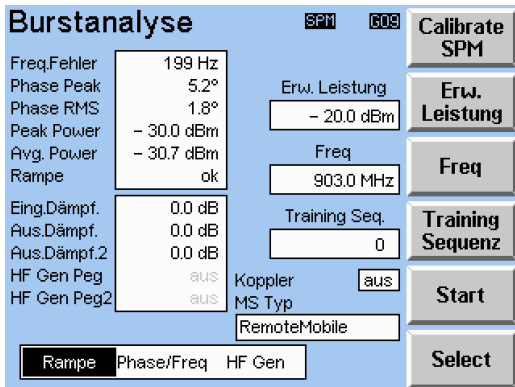 Burstanalyse SPM G09
Freq.Fehler 199 Hz
Phase Peak 5.2°
Phase RMS 1.8°
Peak Power – 30.0 dBm
Avg. Power – 30.7 dBm
Rampe ok
Eing.Dämpf. 0.0 dB
Aus.Dämpf. 0.0 dB
Aus.Dämpf.2 0.0 dB
HF Gen Peg aus
HF Gen Peg2 aus
Erw. Leistung
– 20.0 dBm
Freq
903.0 MHz
Training Seq.
0
Koppler aus
MS Typ
RemoteMobile
Rampe Phase/Freq HF Gen
Calibrate
SPM
Erw.
Leistung
Freq
Training
Sequenz
Start
Select